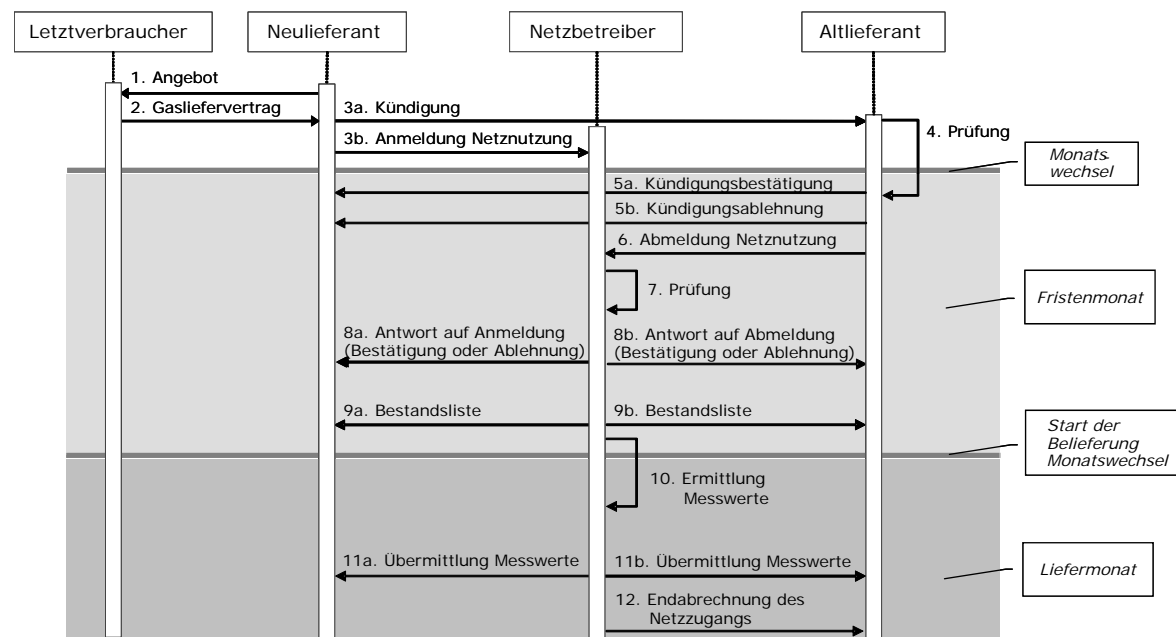 Letztverbraucher
Neulieferant
Netzbetreiber
Altlieferant
1. Angebot
2. Gasliefervertrag
3a. Kündigung
4. Prüfung
3b. Anmeldung Netznutzung
Monats-
wechsel
5a. Kündigungsbestätigung
5b. Kündigungsablehnung
6. Abmeldung Netznutzung
7. Prüfung
Fristenmonat
8a. Antwort auf Anmeldung
(Bestätigung oder Ablehnung)
8b. Antwort auf Abmeldung
(Bestätigung oder Ablehnung)
9a. Bestandsliste
9b. Bestandsliste
Start der
Belieferung
Monatswechsel
10. Ermittlung
Messwerte
11a. Übermittlung Messwerte
11b. Übermittlung Messwerte
Liefermonat
12. Endabrechnung des
Netzzugangs